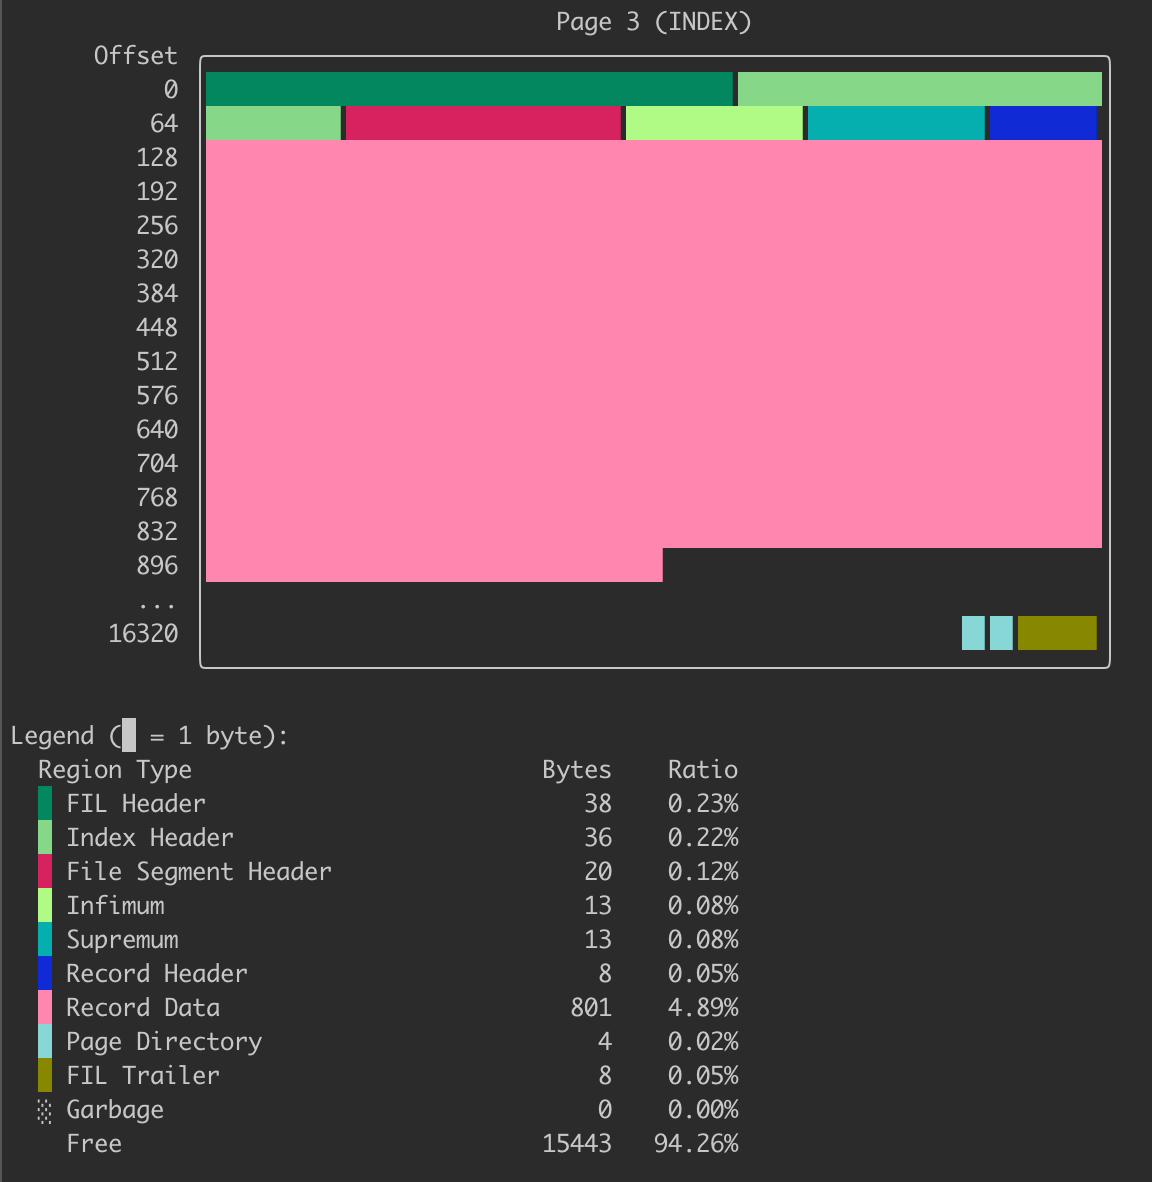 Page 3 (INDEX)
Offset
0
64
128
192
256
320
384
448
512
576
640
704
768
832
896
...
16320
Legend (█ = 1 byte):
Region Type Bytes Ratio
FIL Header 38 0.23%
Index Header 36 0.22%
File Segment Header 20 0.12%
Infimum 13 0.08%
Supremum 13 0.08%
Record Header 8 0.05%
Record Data 801 4.89%
Page Directory 4 0.02%
FIL Trailer 8 0.05%
░ Garbage 0 0.00%
Free 15443 94.26%